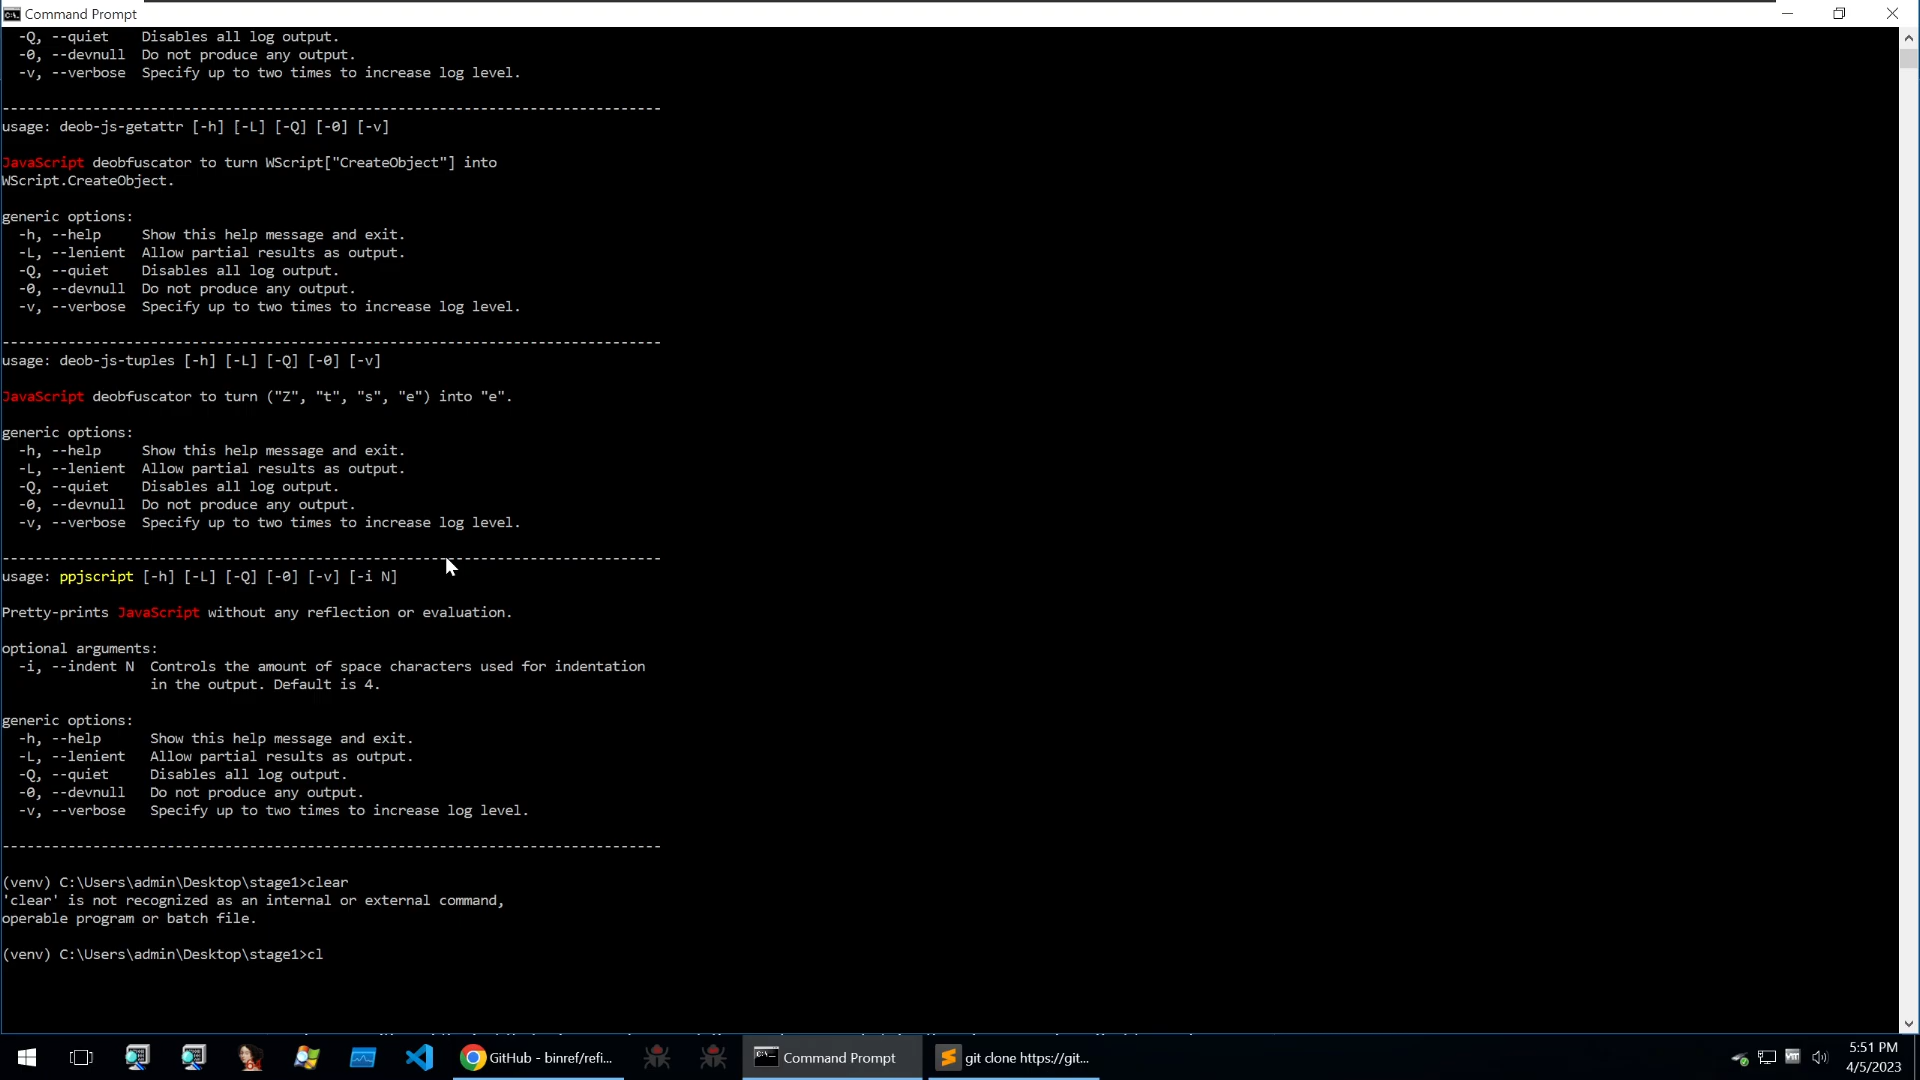 Command Prompt
-Q, --quiet    Disables all log output.
-0, --devnull  Do not produce any output.
-v, --verbose  Specify up to two times to increase log level.
--------------------------------------------------------------------------------
usage: deob-js-getattr [-h] [-L] [-Q] [-0] [-v]
JavaScript deobfuscator to turn WScript["CreateObject"] into
WScript.CreateObject.
generic options:
-h, --help     Show this help message and exit.
-L, --lenient  Allow partial results as output.
-Q, --quiet    Disables all log output.
-0, --devnull  Do not produce any output.
-v, --verbose  Specify up to two times to increase log level.
--------------------------------------------------------------------------------
usage: deob-js-tuples [-h] [-L] [-Q] [-0] [-v]
JavaScript deobfuscator to turn ("Z", "t", "s", "e") into "e".
generic options:
-h, --help     Show this help message and exit.
-L, --lenient  Allow partial results as output.
-Q, --quiet    Disables all log output.
-0, --devnull  Do not produce any output.
-v, --verbose  Specify up to two times to increase log level.
--------------------------------------------------------------------------------
usage: ppjscript [-h] [-L] [-Q] [-0] [-v] [-i N]
Pretty-prints JavaScript without any reflection or evaluation.
optional arguments:
-i, --indent N  Controls the amount of space characters used for indentation
in the output. Default is 4.
generic options:
-h, --help      Show this help message and exit.
-L, --lenient   Allow partial results as output.
-Q, --quiet     Disables all log output.
-0, --devnull   Do not produce any output.
-v, --verbose   Specify up to two times to increase log level.
--------------------------------------------------------------------------------
(venv) C:\Users\admin\Desktop\stage1>clear
'clear' is not recognized as an internal or external command,
operable program or batch file.
(venv) C:\Users\admin\Desktop\stage1>cl
GitHub - binref/refi...
Command Prompt
git clone https://git...
5:51 PM
4/5/2023